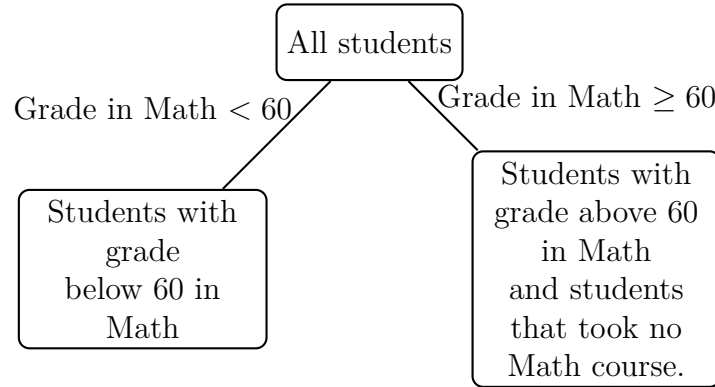 All students
Grade in Math < 60
Grade in Math ≥ 60
Students with
grade
below 60 in
Math
Students with
grade above 60
in Math
and students
that took no
Math course.